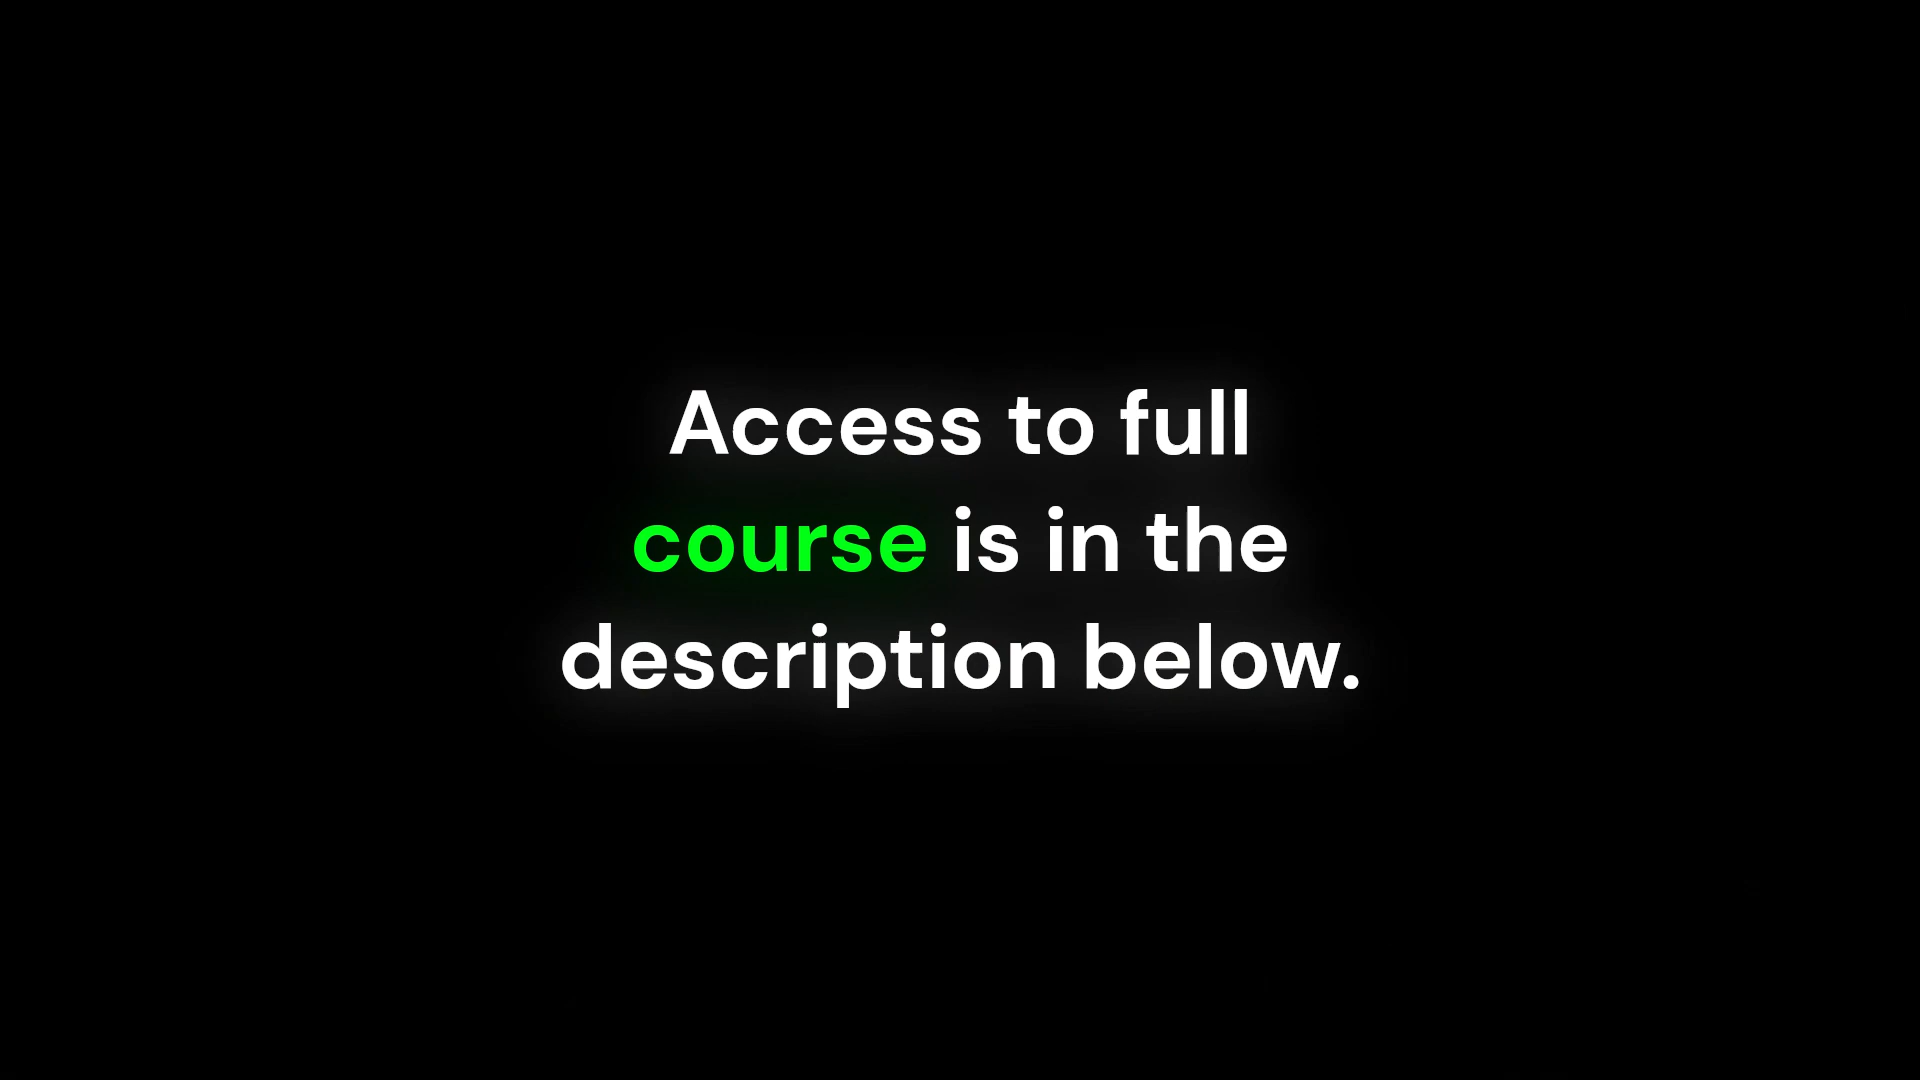 Access to full
course is in the
description below.